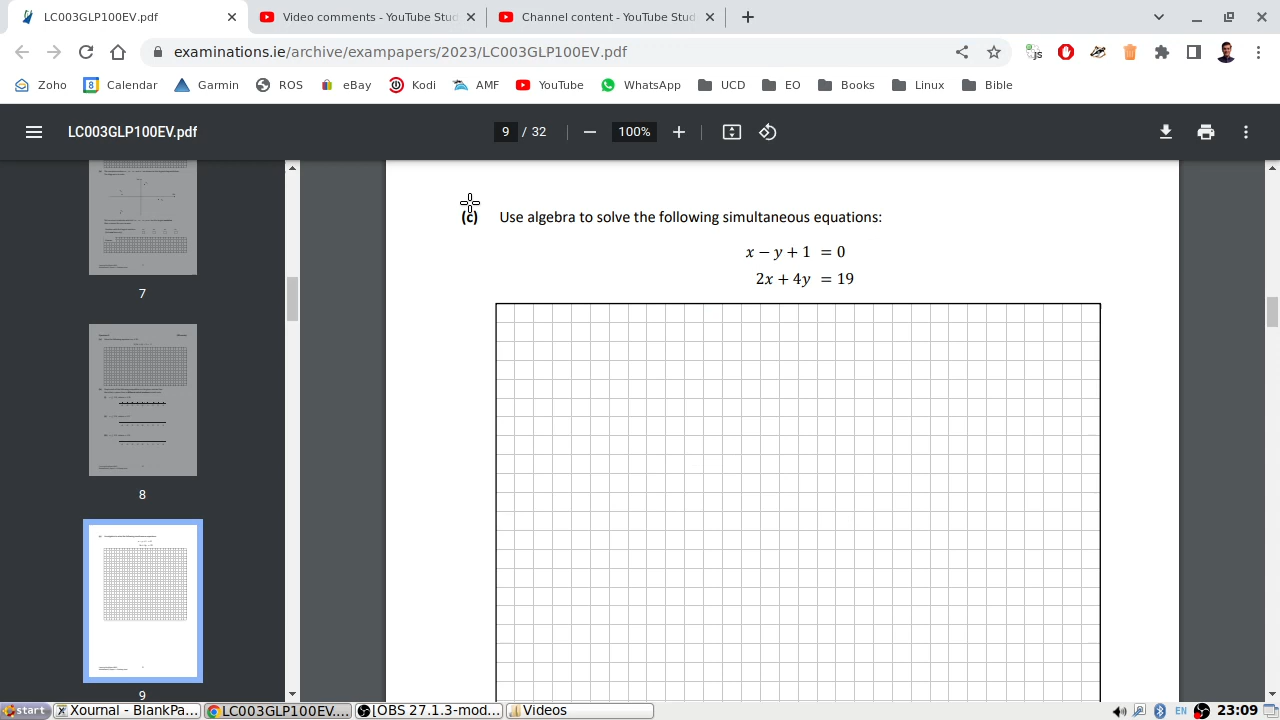 LC003GLP100EV.pdf
Video comments - YouTube Stud
Channel content - YouTube Stud
examinations.ie/archive/exampapers/2023/LC003GLP100EV.pdf
JS
Zoho
8 Calendar
Garmin
ROS
eBay
Kodi
AMF
YouTube
WhatsApp
UCD
EO
Books
Linux
Bible
LC003GLP100EV.pdf
9 / 32
100%
7
8
9
(c) Use algebra to solve the following simultaneous equations:
x − y + 1 = 0
2x + 4y = 19
start
Xournal - BlankPa...
LC003GLP100EV....
[OBS 27.1.3-mod...
Videos
EN
23:09